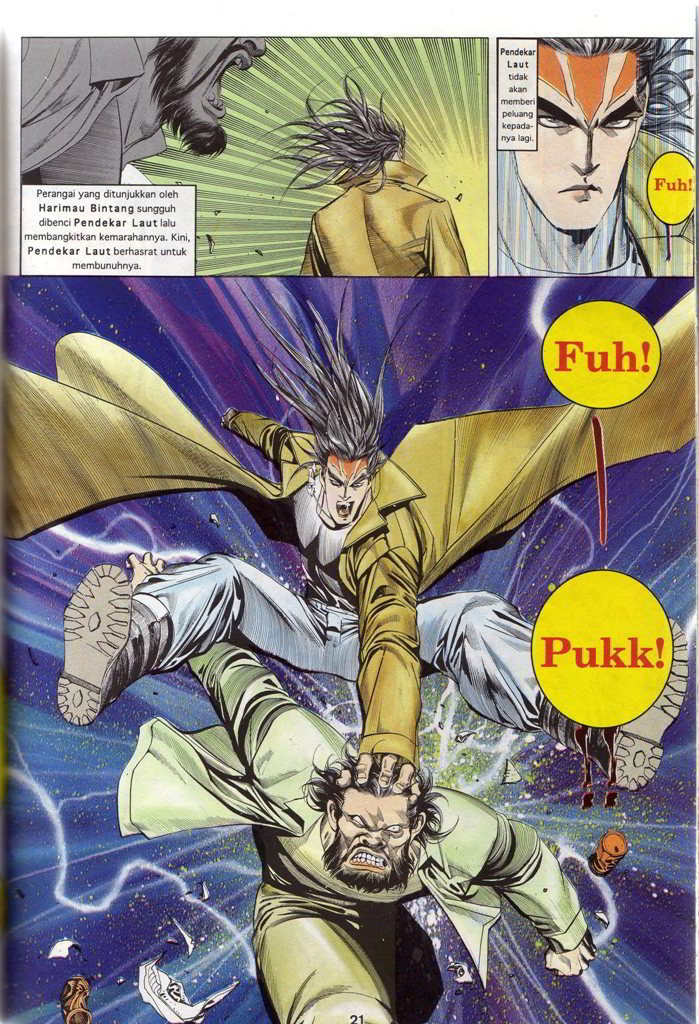 Perangai yang ditunjukkan oleh
Harimau Bintang sungguh
dibenci Pendekar Laut lalu
membangkitkan kemarahannya. Kini,
Pendekar Laut berhasrat untuk
membunuhnya.
Pendekar
Laut
tidak
akan
memberi
peluang
kepada-
nya lagi.
Fuh!
Fuh!
Pukk!
21